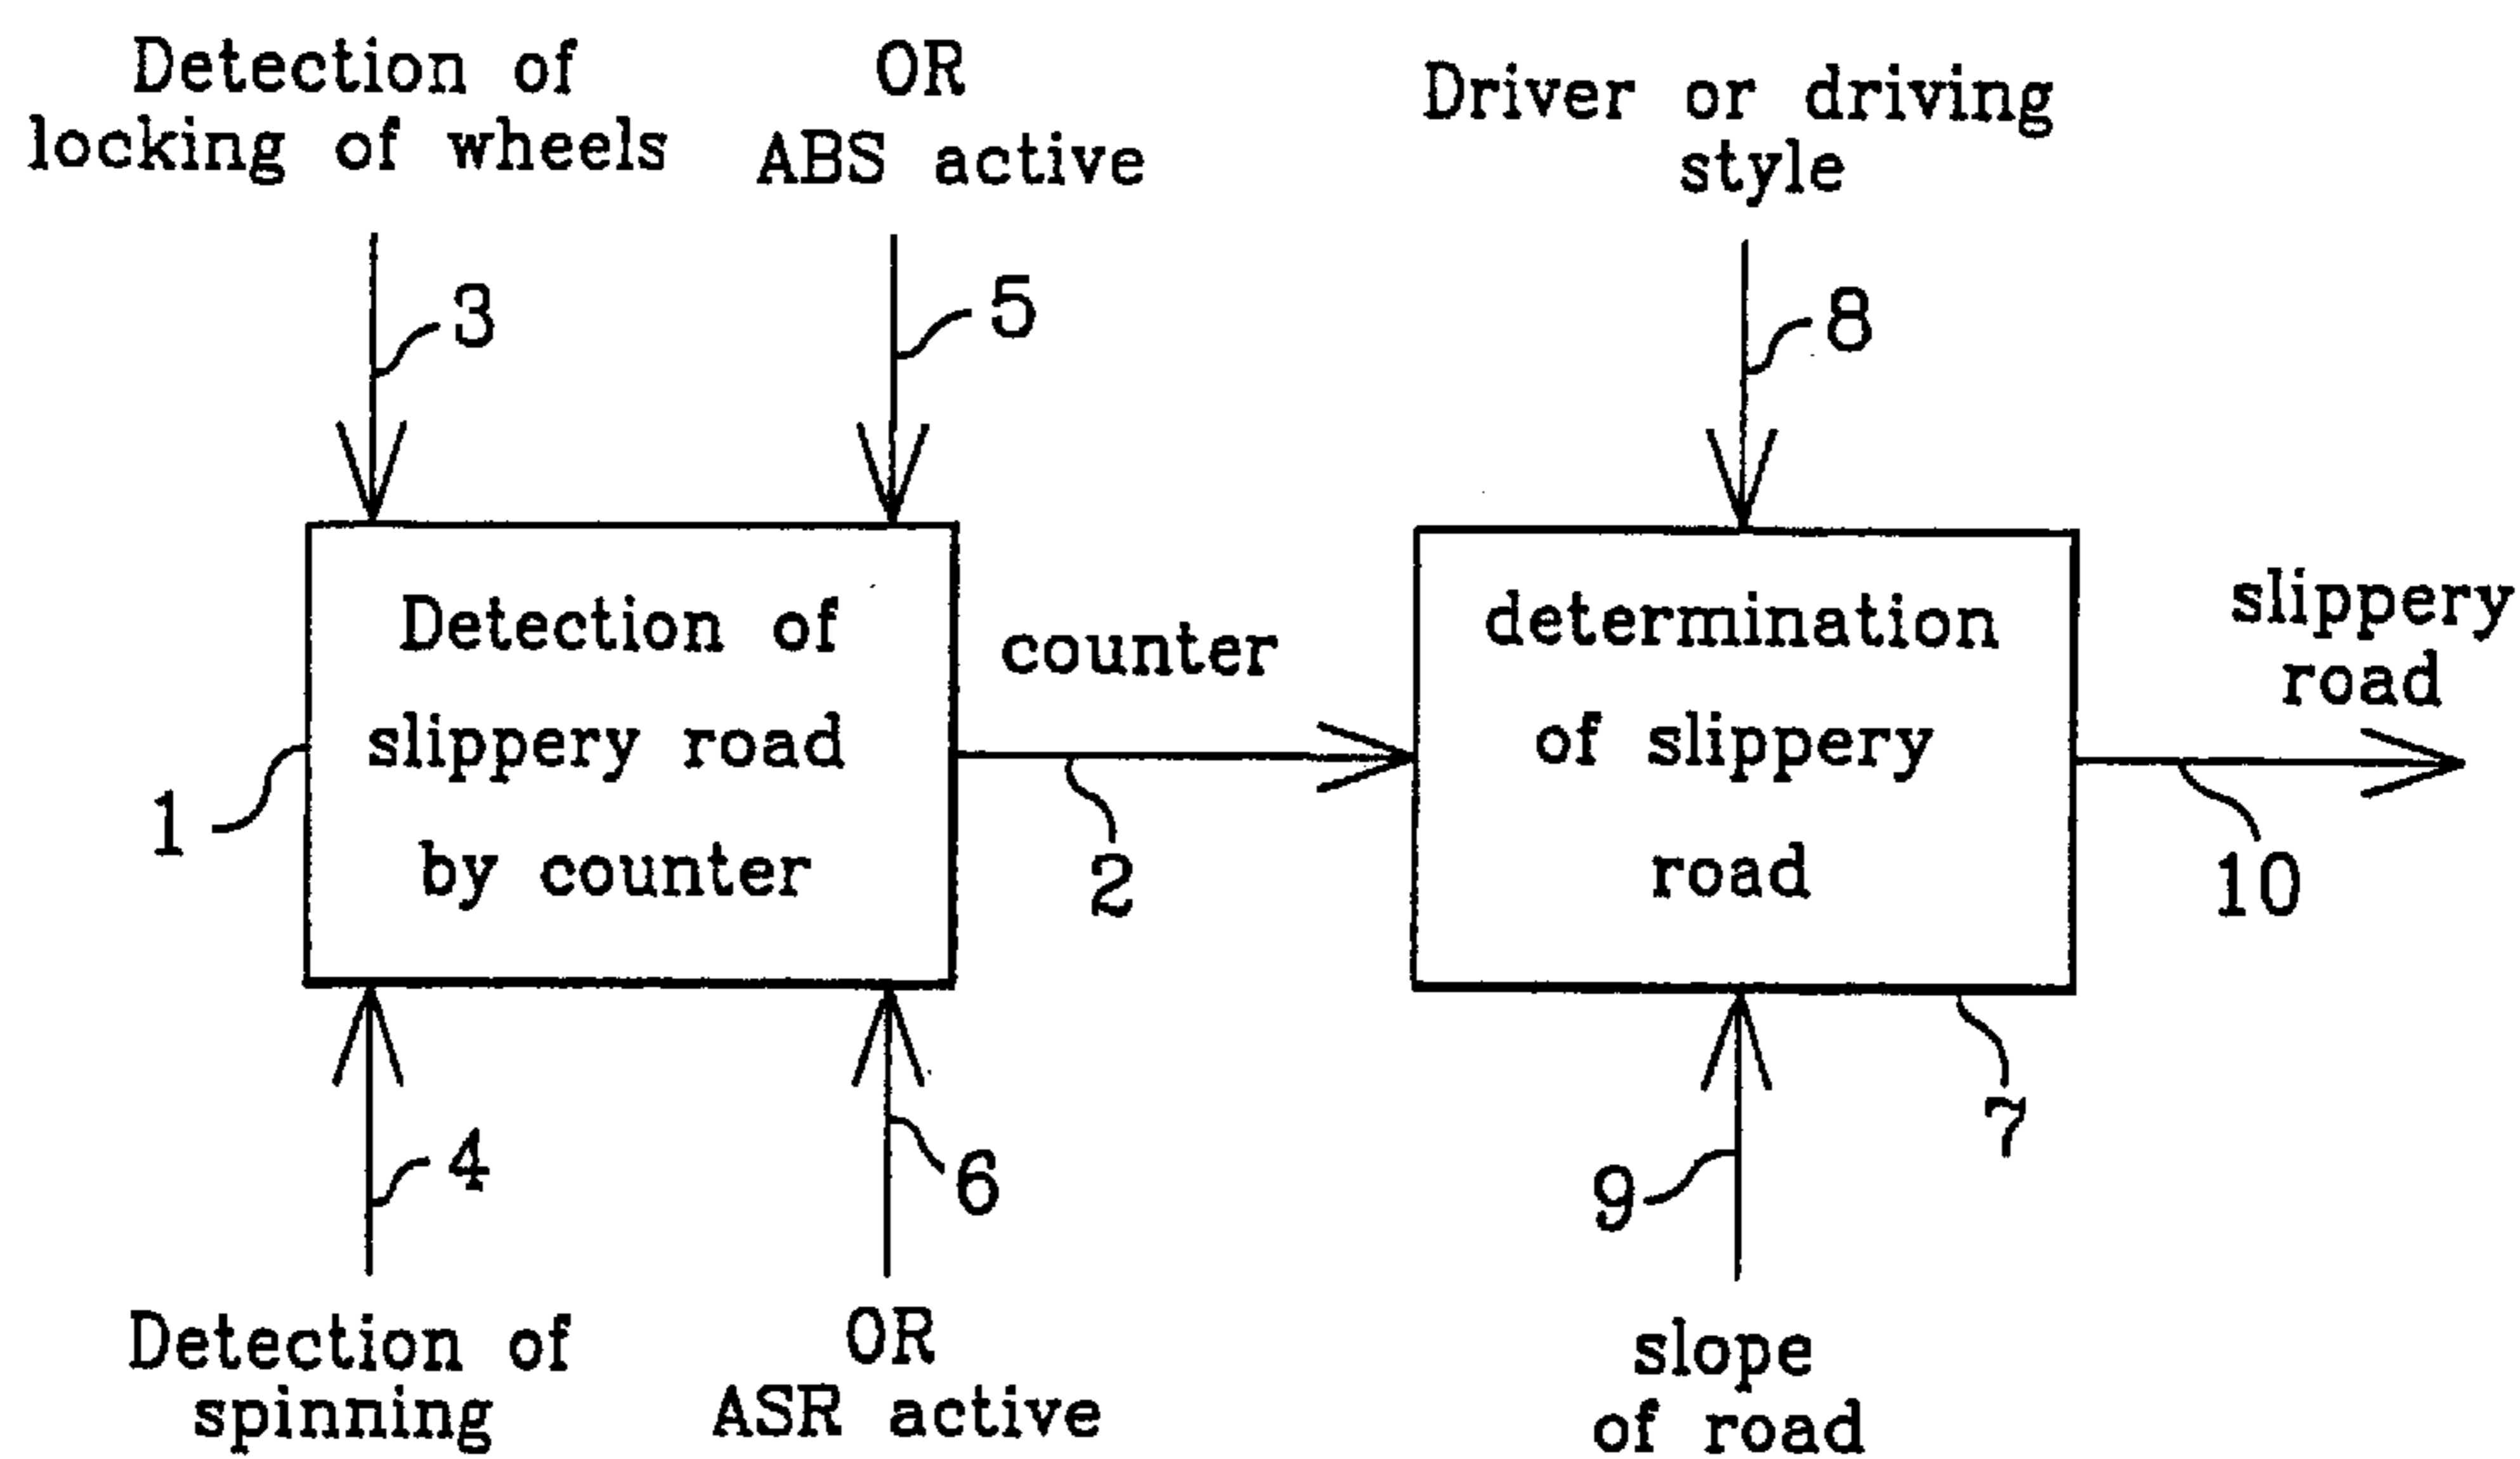 Detection of
locking of wheels
OR
ABS active
Driver or driving
style
3
5
8
Detection of
slippery road
by counter
1
counter
2
determination
of slippery
road
slippery
road
10
7
4
6
9
Detection of
spinning
OR
ASR active
slope
of road